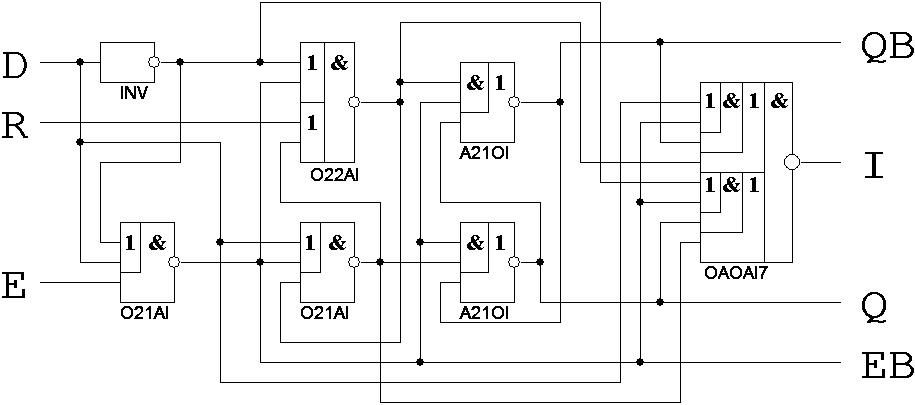 D
INV
R
E
1 &
O21AI
1 &
1
O22AI
1 &
O21AI
& 1
A21OI
& 1
A21OI
1 & 1 &
1 & 1
OAOAI7
QB
I
Q
EB